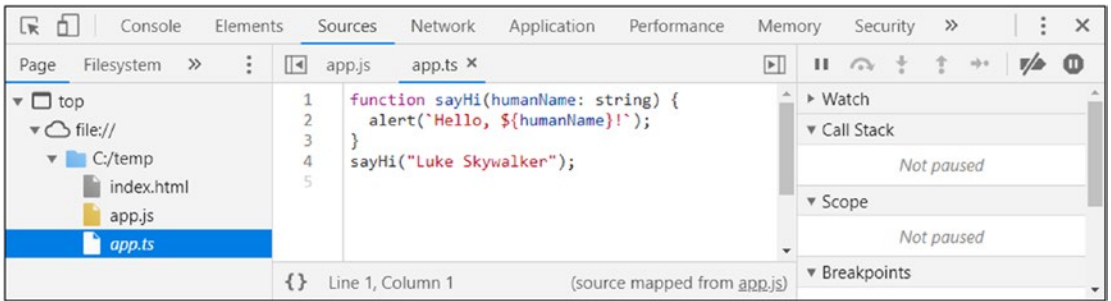 Console Elements Sources Network Application Performance Memory Security »
Page Filesystem »
top
file://
C:/temp
index.html
app.js
app.ts
app.js app.ts ×
1 function sayHi(humanName: string) {
2 alert(`Hello, ${humanName}!`);
3 }
4 sayHi("Luke Skywalker");
5
{} Line 1, Column 1 (source mapped from app.js)
Watch
Call Stack
Not paused
Scope
Not paused
Breakpoints